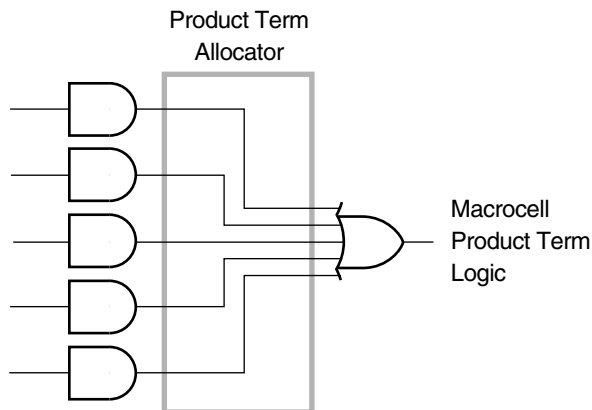 Product Term
Allocator
Macrocell
Product Term
Logic